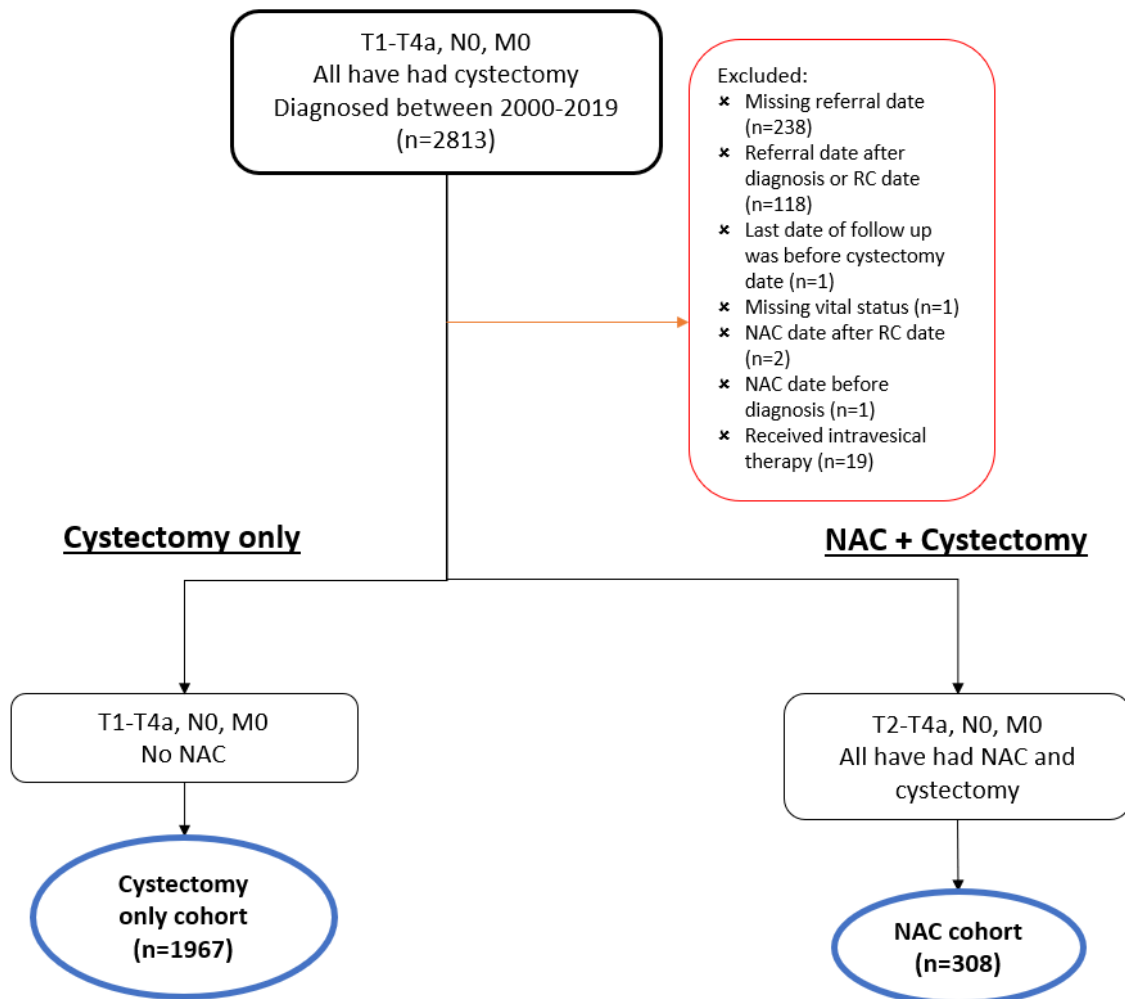 T1-T4a, N0, M0
All have had cystectomy
Diagnosed between 2000-2019
(n=2813)
Excluded:
× Missing referral date
(n=238)
× Referral date after
diagnosis or RC date
(n=118)
× Last date of follow up
was before cystectomy
date (n=1)
× Missing vital status (n=1)
× NAC date after RC date
(n=2)
× NAC date before
diagnosis (n=1)
× Received intravesical
therapy (n=19)
Cystectomy only
NAC + Cystectomy
T1-T4a, N0, M0
No NAC
T2-T4a, N0, M0
All have had NAC and
cystectomy
Cystectomy
only cohort
(n=1967)
NAC cohort
(n=308)